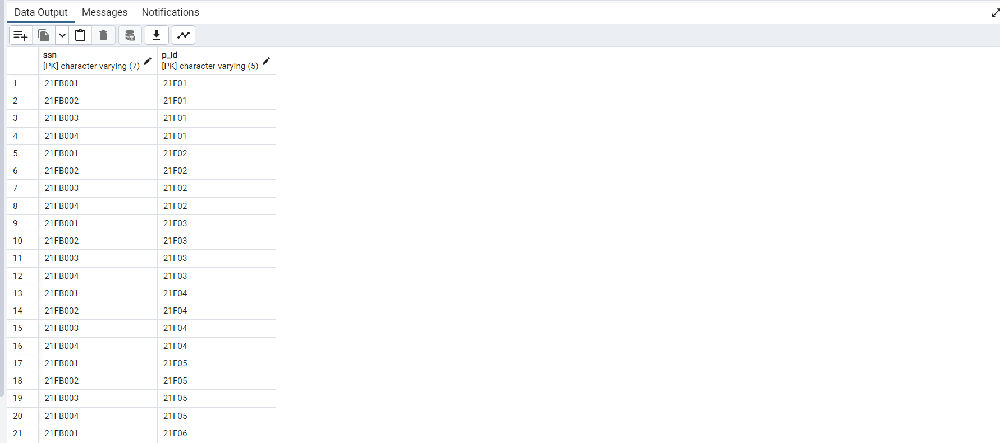 Data Output Messages Notifications
ssn p_id
[PK] character varying (7) [PK] character varying (5)
1 21FB001 21F01
2 21FB002 21F01
3 21FB003 21F01
4 21FB004 21F01
5 21FB001 21F02
6 21FB002 21F02
7 21FB003 21F02
8 21FB004 21F02
9 21FB001 21F03
10 21FB002 21F03
11 21FB003 21F03
12 21FB004 21F03
13 21FB001 21F04
14 21FB002 21F04
15 21FB003 21F04
16 21FB004 21F04
17 21FB001 21F05
18 21FB002 21F05
19 21FB003 21F05
20 21FB004 21F05
21 21FB001 21F06